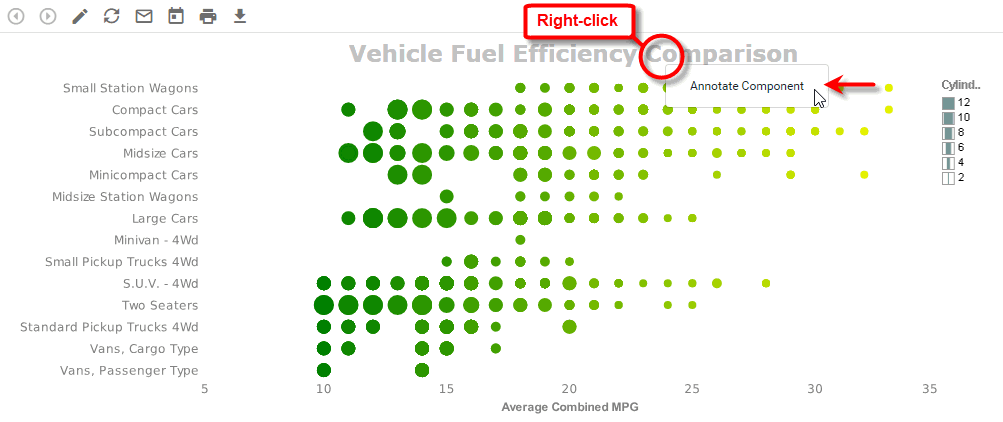 Right-click
Vehicle Fuel Efficiency Comparison
Annotate Component
Small Station Wagons
Compact Cars
Subcompact Cars
Midsize Cars
Minicompact Cars
Midsize Station Wagons
Large Cars
Minivan - 4Wd
Small Pickup Trucks 4Wd
S.U.V. - 4Wd
Two Seaters
Standard Pickup Trucks 4Wd
Vans, Cargo Type
Vans, Passenger Type
5 10 15 20 25 30 35
Average Combined MPG
Cylind..
12
10
8
6
4
2